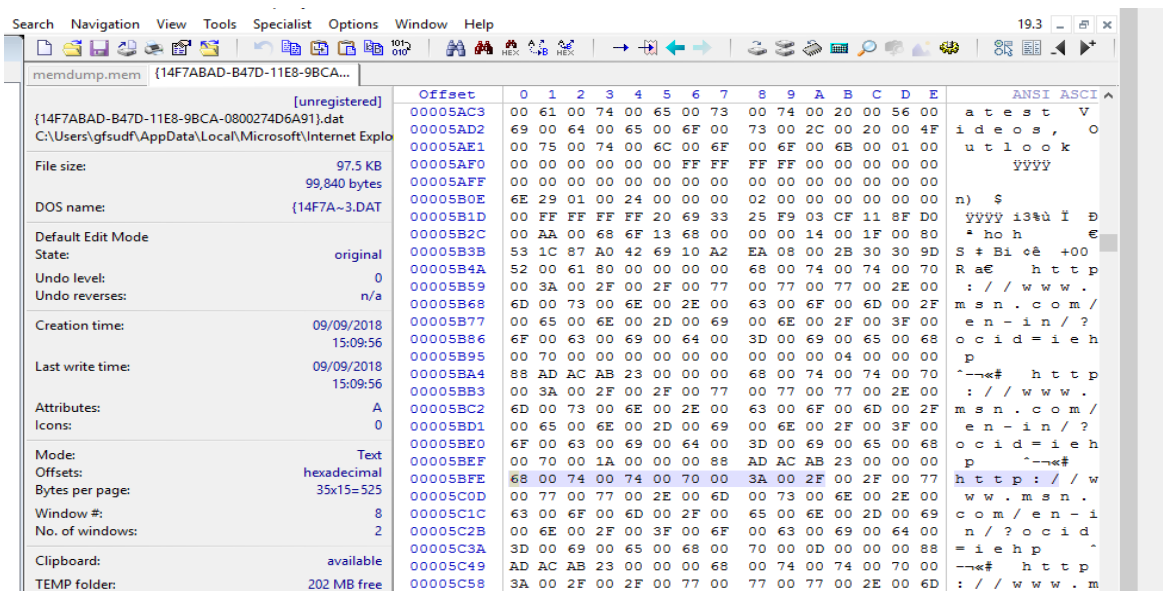 Search Navigation View Tools Specialist Options Window Help 19.3
memdump.mem {14F7ABAD-B47D-11E8-9BCA...
[unregistered]
{14F7ABAD-B47D-11E8-9BCA-0800274D6A91}.dat
C:\Users\gfsudf\AppData\Local\Microsoft\Internet Explo
File size: 97.5 KB
99,840 bytes
DOS name: {14F7A~3.DAT
Default Edit Mode
State: original
Undo level: 0
Undo reverses: n/a
Creation time: 09/09/2018
15:09:56
Last write time: 09/09/2018
15:09:56
Attributes: A
Icons: 0
Mode: Text
Offsets: hexadecimal
Bytes per page: 35x15=525
Window #: 8
No. of windows: 2
Clipboard: available
TEMP folder: 202 MB free
Offset 0 1 2 3 4 5 6 7 8 9 A B C D E ANSI ASCI
00005AC3 00 61 00 74 00 65 00 73 00 74 00 20 00 56 00 a t e s t V
00005AD2 69 00 64 00 65 00 6F 00 73 00 2C 00 20 00 4F i d e o s , O
00005AE1 00 75 00 74 00 6C 00 6F 00 6F 00 6B 00 01 00 u t l o o k
00005AF0 00 00 00 00 00 00 FF FF FF FF 00 00 00 00 00 ÿÿÿÿ
00005AFF 00 00 00 00 00 00 00 00 00 00 00 00 00 00 00
00005B0E 6E 29 01 00 24 00 00 00 02 00 00 00 00 00 00 n) $
00005B1D 00 FF FF FF FF 20 69 33 25 F9 03 CF 11 8F D0 ÿÿÿÿ i3%ù Ï Ð
00005B2C 00 AA 00 68 6F 13 68 00 00 00 14 00 1F 00 80 ª ho h €
00005B3B 53 1C 87 A0 42 69 10 A2 EA 08 00 2B 30 30 9D S ‡ Bi ¢ê +00
00005B4A 52 00 61 80 00 00 00 00 68 00 74 00 74 00 70 R a€ h t t p
00005B59 00 3A 00 2F 00 2F 00 77 00 77 00 77 00 2E 00 : / / w w w .
00005B68 6D 00 73 00 6E 00 2E 00 63 00 6F 00 6D 00 2F m s n . c o m /
00005B77 00 65 00 6E 00 2D 00 69 00 6E 00 2F 00 3F 00 e n - i n / ?
00005B86 6F 00 63 00 69 00 64 00 3D 00 69 00 65 00 68 o c i d = i e h
00005B95 00 70 00 00 00 00 00 00 00 00 00 04 00 00 00 p
00005BA4 88 AD AC AB 23 00 00 00 68 00 74 00 74 00 70 ˆ-¬«# h t t p
00005BB3 00 3A 00 2F 00 2F 00 77 00 77 00 77 00 2E 00 : / / w w w .
00005BC2 6D 00 73 00 6E 00 2E 00 63 00 6F 00 6D 00 2F m s n . c o m /
00005BD1 00 65 00 6E 00 2D 00 69 00 6E 00 2F 00 3F 00 e n - i n / ?
00005BE0 6F 00 63 00 69 00 64 00 3D 00 69 00 65 00 68 o c i d = i e h
00005BEF 00 70 00 1A 00 00 00 88 AD AC AB 23 00 00 00 p ˆ-¬«#
00005BFE 68 00 74 00 74 00 70 00 3A 00 2F 00 2F 00 77 h t t p : / / w
00005C0D 00 77 00 77 00 2E 00 6D 00 73 00 6E 00 2E 00 w w . m s n .
00005C1C 63 00 6F 00 6D 00 2F 00 65 00 6E 00 2D 00 69 c o m / e n - i
00005C2B 00 6E 00 2F 00 3F 00 6F 00 63 00 69 00 64 00 n / ? o c i d
00005C3A 3D 00 69 00 65 00 68 00 70 00 0D 00 00 00 88 = i e h p ˆ
00005C49 AD AC AB 23 00 00 00 68 00 74 00 74 00 70 00 -¬«# h t t p
00005C58 3A 00 2F 00 2F 00 77 00 77 00 77 00 2E 00 6D : / / w w w . m